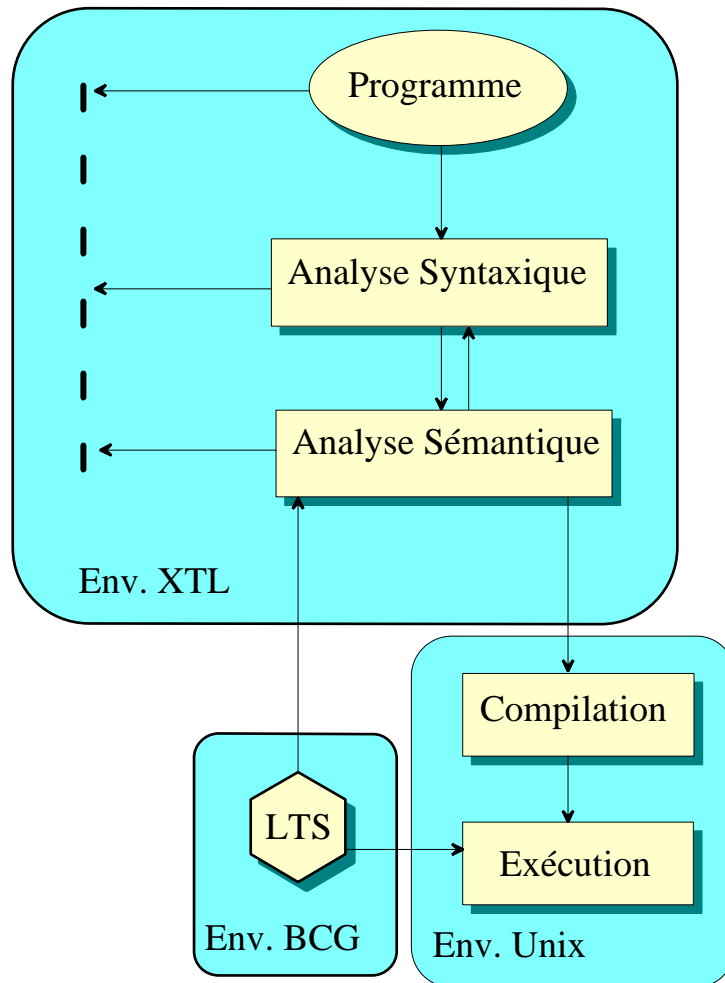 Programme
Analyse Syntaxique
Analyse Sémantique
Env. XTL
Compilation
LTS
Exécution
Env. BCG
Env. Unix